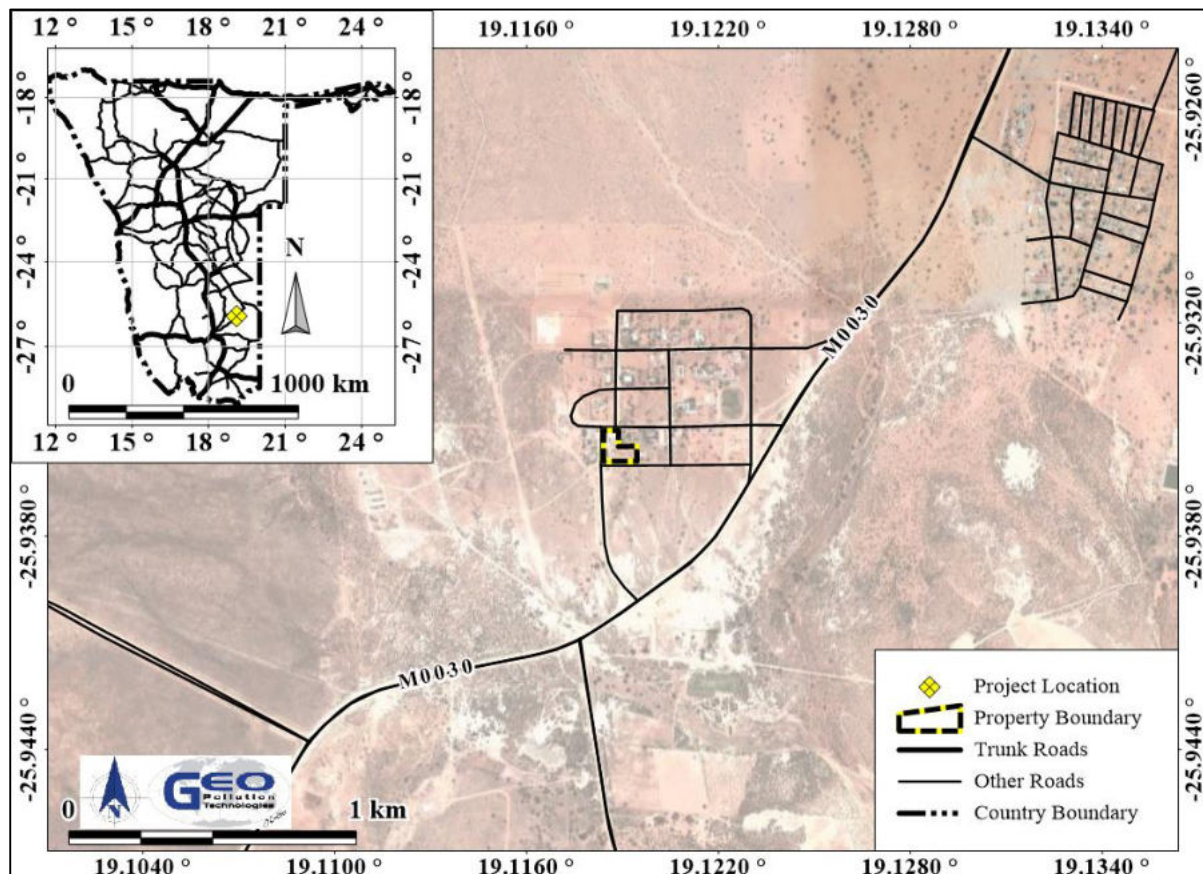 12 ° 15 ° 18 ° 21 ° 24 °
19.1160 ° 19.1220 ° 19.1280 ° 19.1340 °
-18 °
-21 °
-24 °
-27 °
-18 °
-21 °
-24 °
-27 °
N
0 1000 km
12 ° 15 ° 18 ° 21 ° 24 °
-25.9260 °
-25.9320 °
-25.9380 °
-25.9440 °
-25.9380 °
-25.9440 °
M0030
M0030
Project Location
Property Boundary
Trunk Roads
Other Roads
Country Boundary
N
GEO
Pollution
Technologies
0 1 km
19.1040 ° 19.1100 ° 19.1160 ° 19.1220 ° 19.1280 ° 19.1340 °